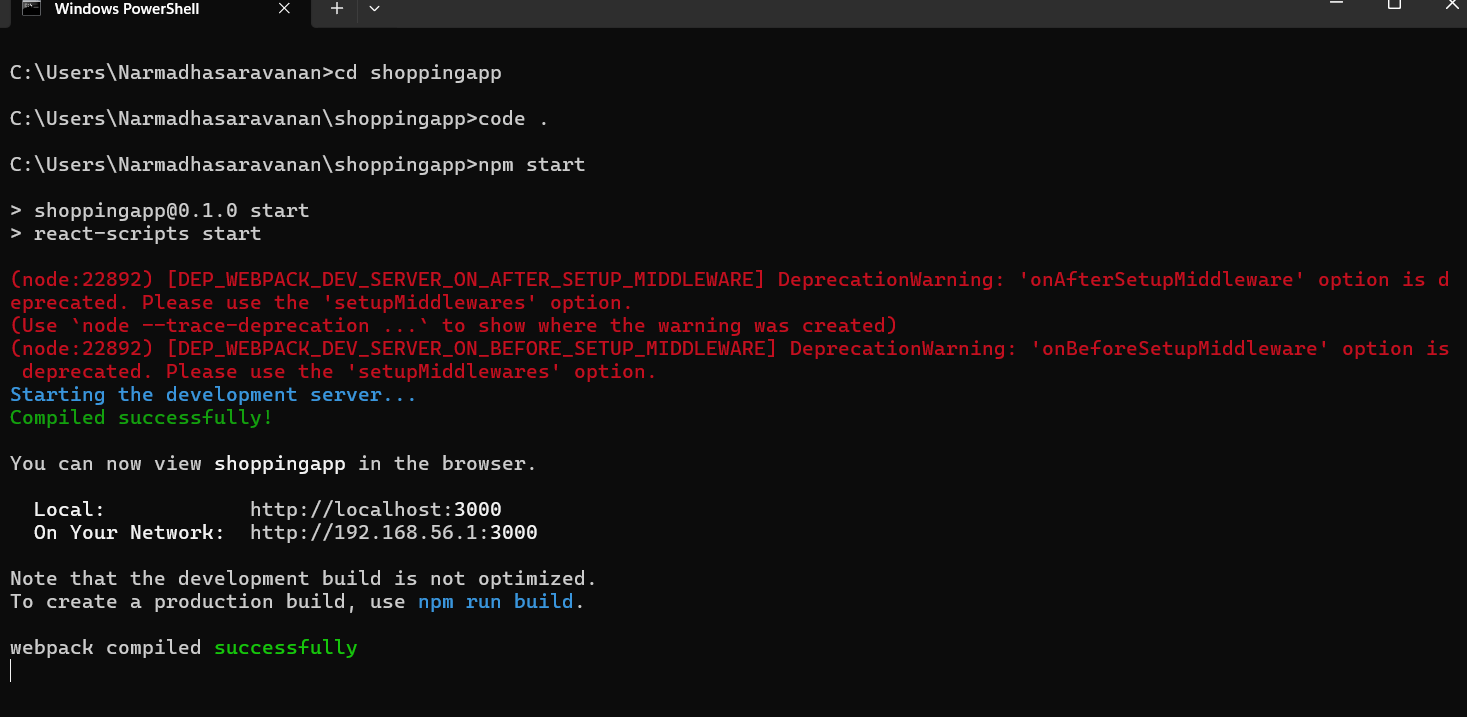 Windows PowerShell
C:\Users\Narmadhasaravanan>cd shoppingapp
C:\Users\Narmadhasaravanan\shoppingapp>code .
C:\Users\Narmadhasaravanan\shoppingapp>npm start
> shoppingapp@0.1.0 start
> react-scripts start
(node:22892) [DEP_WEBPACK_DEV_SERVER_ON_AFTER_SETUP_MIDDLEWARE] DeprecationWarning: 'onAfterSetupMiddleware' option is d
eprecated. Please use the 'setupMiddlewares' option.
(Use `node --trace-deprecation ...` to show where the warning was created)
(node:22892) [DEP_WEBPACK_DEV_SERVER_ON_BEFORE_SETUP_MIDDLEWARE] DeprecationWarning: 'onBeforeSetupMiddleware' option is
 deprecated. Please use the 'setupMiddlewares' option.
Starting the development server...
Compiled successfully!
You can now view shoppingapp in the browser.
  Local:            http://localhost:3000
  On Your Network:  http://192.168.56.1:3000
Note that the development build is not optimized.
To create a production build, use npm run build.
webpack compiled successfully